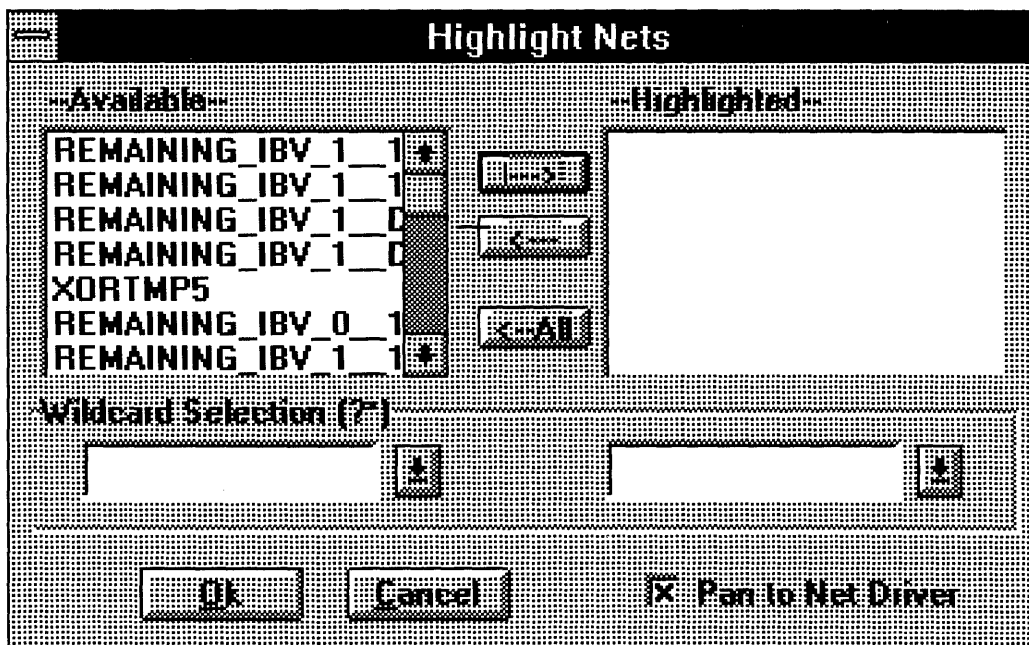 Highlight Nets
--Available--
--Highlighted--
REMAINING_IBV_1__1
REMAINING_IBV_1__1
REMAINING_IBV_1__D
REMAINING_IBV_1__D
XORTMP5
REMAINING_IBV_0__1
REMAINING_IBV_1__1
--->
<---
<--All
Wildcard Selection (?*)
Ok
Cancel
Pan to Net Driver